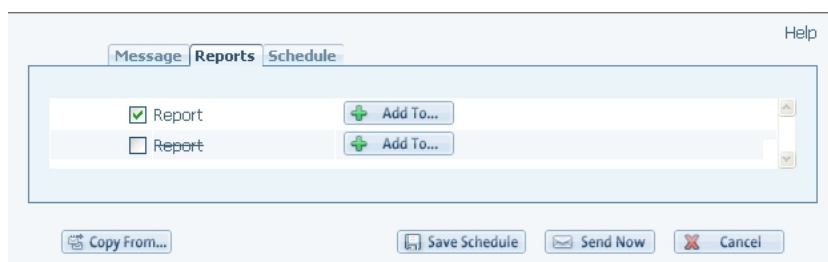 Help
Message Reports Schedule
Report Add To...
Report Add To...
Copy From... Save Schedule Send Now Cancel